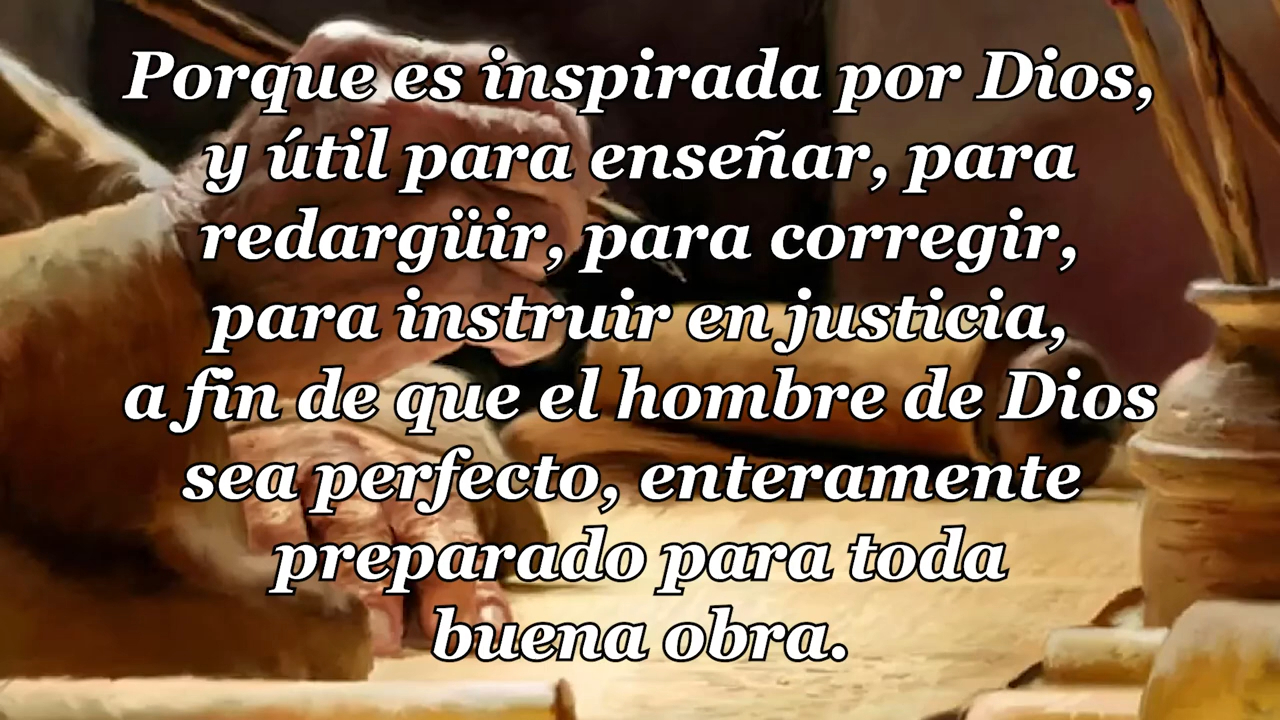 Porque es inspirada por Dios,
y útil para enseñar, para
redargüir, para corregir,
para instruir en justicia,
a fin de que el hombre de Dios
sea perfecto, enteramente
preparado para toda
buena obra.